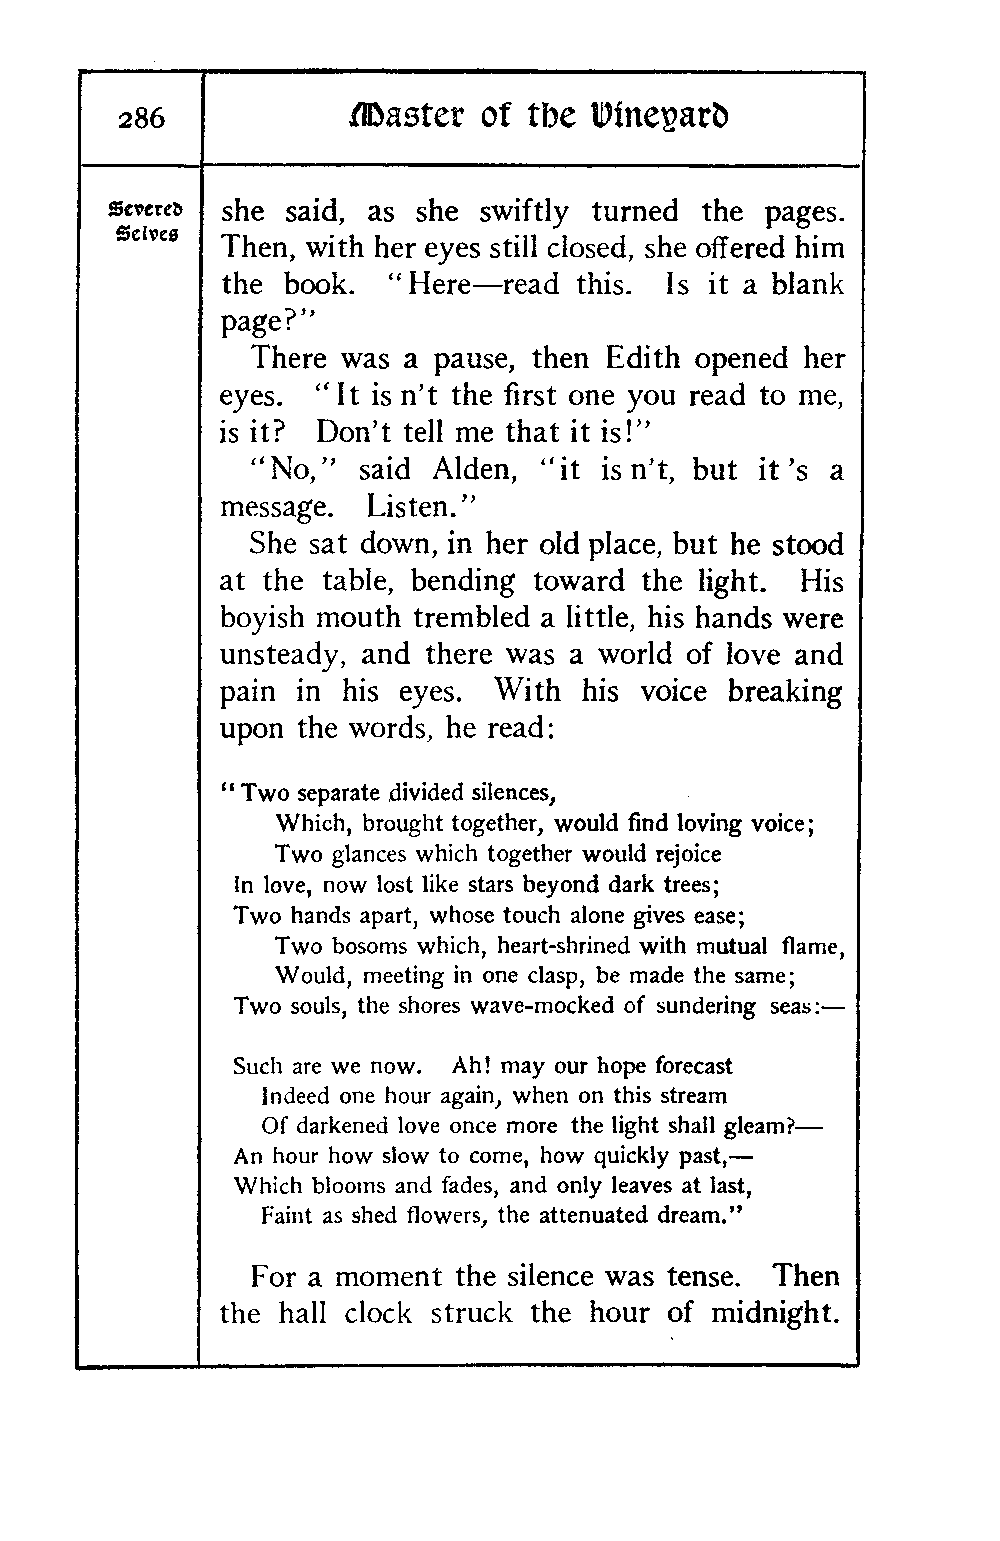 286
Master of the Vineyard
Severed
Selves
she said, as she swiftly turned the pages.
Then, with her eyes still closed, she offered him
the book. "Here—read this. Is it a blank
page?"
There was a pause, then Edith opened her
eyes. "It is n't the first one you read to me,
is it? Don't tell me that it is!"
"No," said Alden, "it is n't, but it 's a
message. Listen."
She sat down, in her old place, but he stood
at the table, bending toward the light. His
boyish mouth trembled a little, his hands were
unsteady, and there was a world of love and
pain in his eyes. With his voice breaking
upon the words, he read:
"Two separate divided silences,
Which, brought together, would find loving voice;
Two glances which together would rejoice
In love, now lost like stars beyond dark trees;
Two hands apart, whose touch alone gives ease;
Two bosoms which, heart-shrined with mutual flame,
Would, meeting in one clasp, be made the same;
Two souls, the shores wave-mocked of sundering seas:—
Such are we now. Ah! may our hope forecast
Indeed one hour again, when on this stream
Of darkened love once more the light shall gleam?—
An hour how slow to come, how quickly past,—
Which blooms and fades, and only leaves at last,
Faint as shed flowers, the attenuated dream."
For a moment the silence was tense. Then
the hall clock struck the hour of midnight.